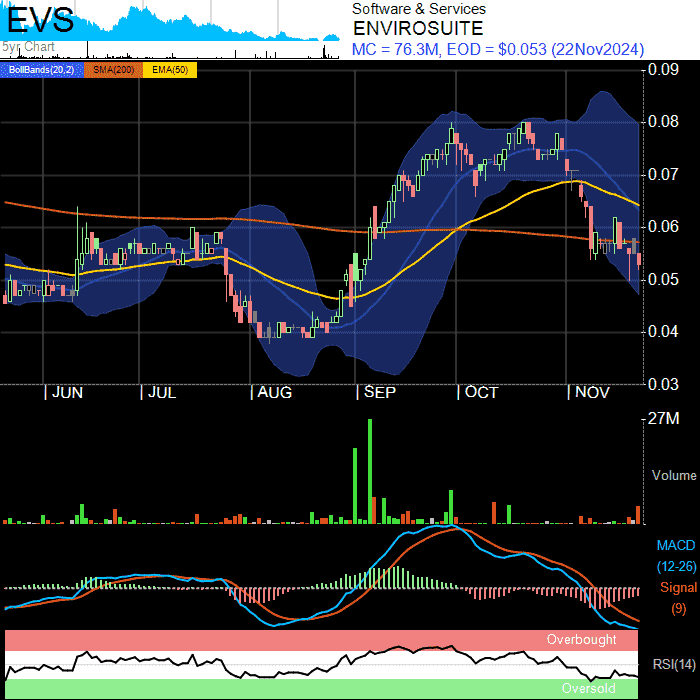 EVS
5yr Chart
Software & Services
ENVIROSUITE
MC = 76.3M, EOD = $0.053 (22Nov2024)
BollBands(20,2) SMA(200) EMA(50)
0.09
0.08
0.07
0.06
0.05
0.04
0.03
JUN JUL AUG SEP OCT NOV
27M
Volume
MACD
(12-26)
Signal
(9)
Overbought
RSI(14)
Oversold